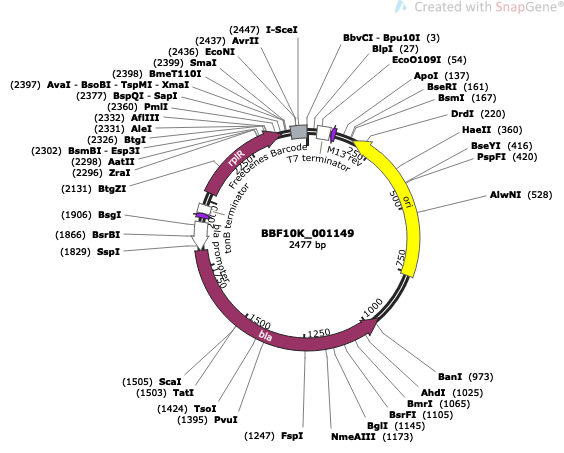 Created with SnapGene®
(2447) I-SceI
(2437) AvrII
(2436) EcoNI
(2399) SmaI
(2398) BmeT110I
(2397) AvaI - BsoBI - TspMI - XmaI
(2377) BspQI - SapI
(2360) PmlI
(2332) AflIII
(2331) AleI
(2326) BtgI
(2302) BsmBI - Esp3I
(2298) AatII
(2296) ZraI
(2131) BtgZI
(1906) BsgI
(1866) BsrBI
(1829) SspI
(1505) ScaI
(1503) TatI
(1424) TsoI
(1395) PvuI
(1247) FspI
BbvCI - Bpu10I (3)
BlpI (27)
EcoO109I (54)
ApoI (137)
BseRI (161)
BsmI (167)
DrdI (220)
HaeII (360)
BseYI (416)
PspFI (420)
AlwNI (528)
BanI (973)
AhdI (1025)
BmrI (1065)
BsrFI (1105)
BglI (1145)
NmeAIII (1173)
rplR
FreeGenes Barcode
T7 terminator
M13 rev
ori
bla
bla promoter
tonB terminator
250
500
750
1000
1250
1500
1750
2250
BBF10K_001149
2477 bp